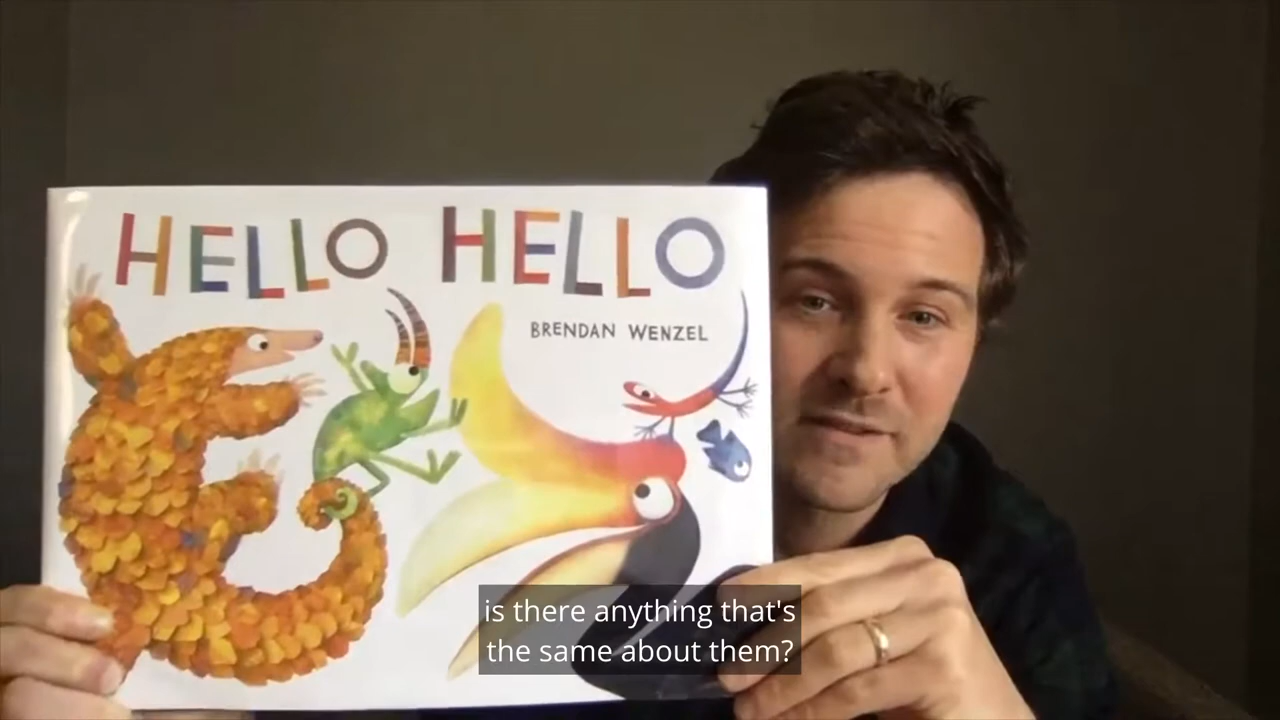 HELLO HELLO
BRENDAN WENZEL
is there anything that's
the same about them?